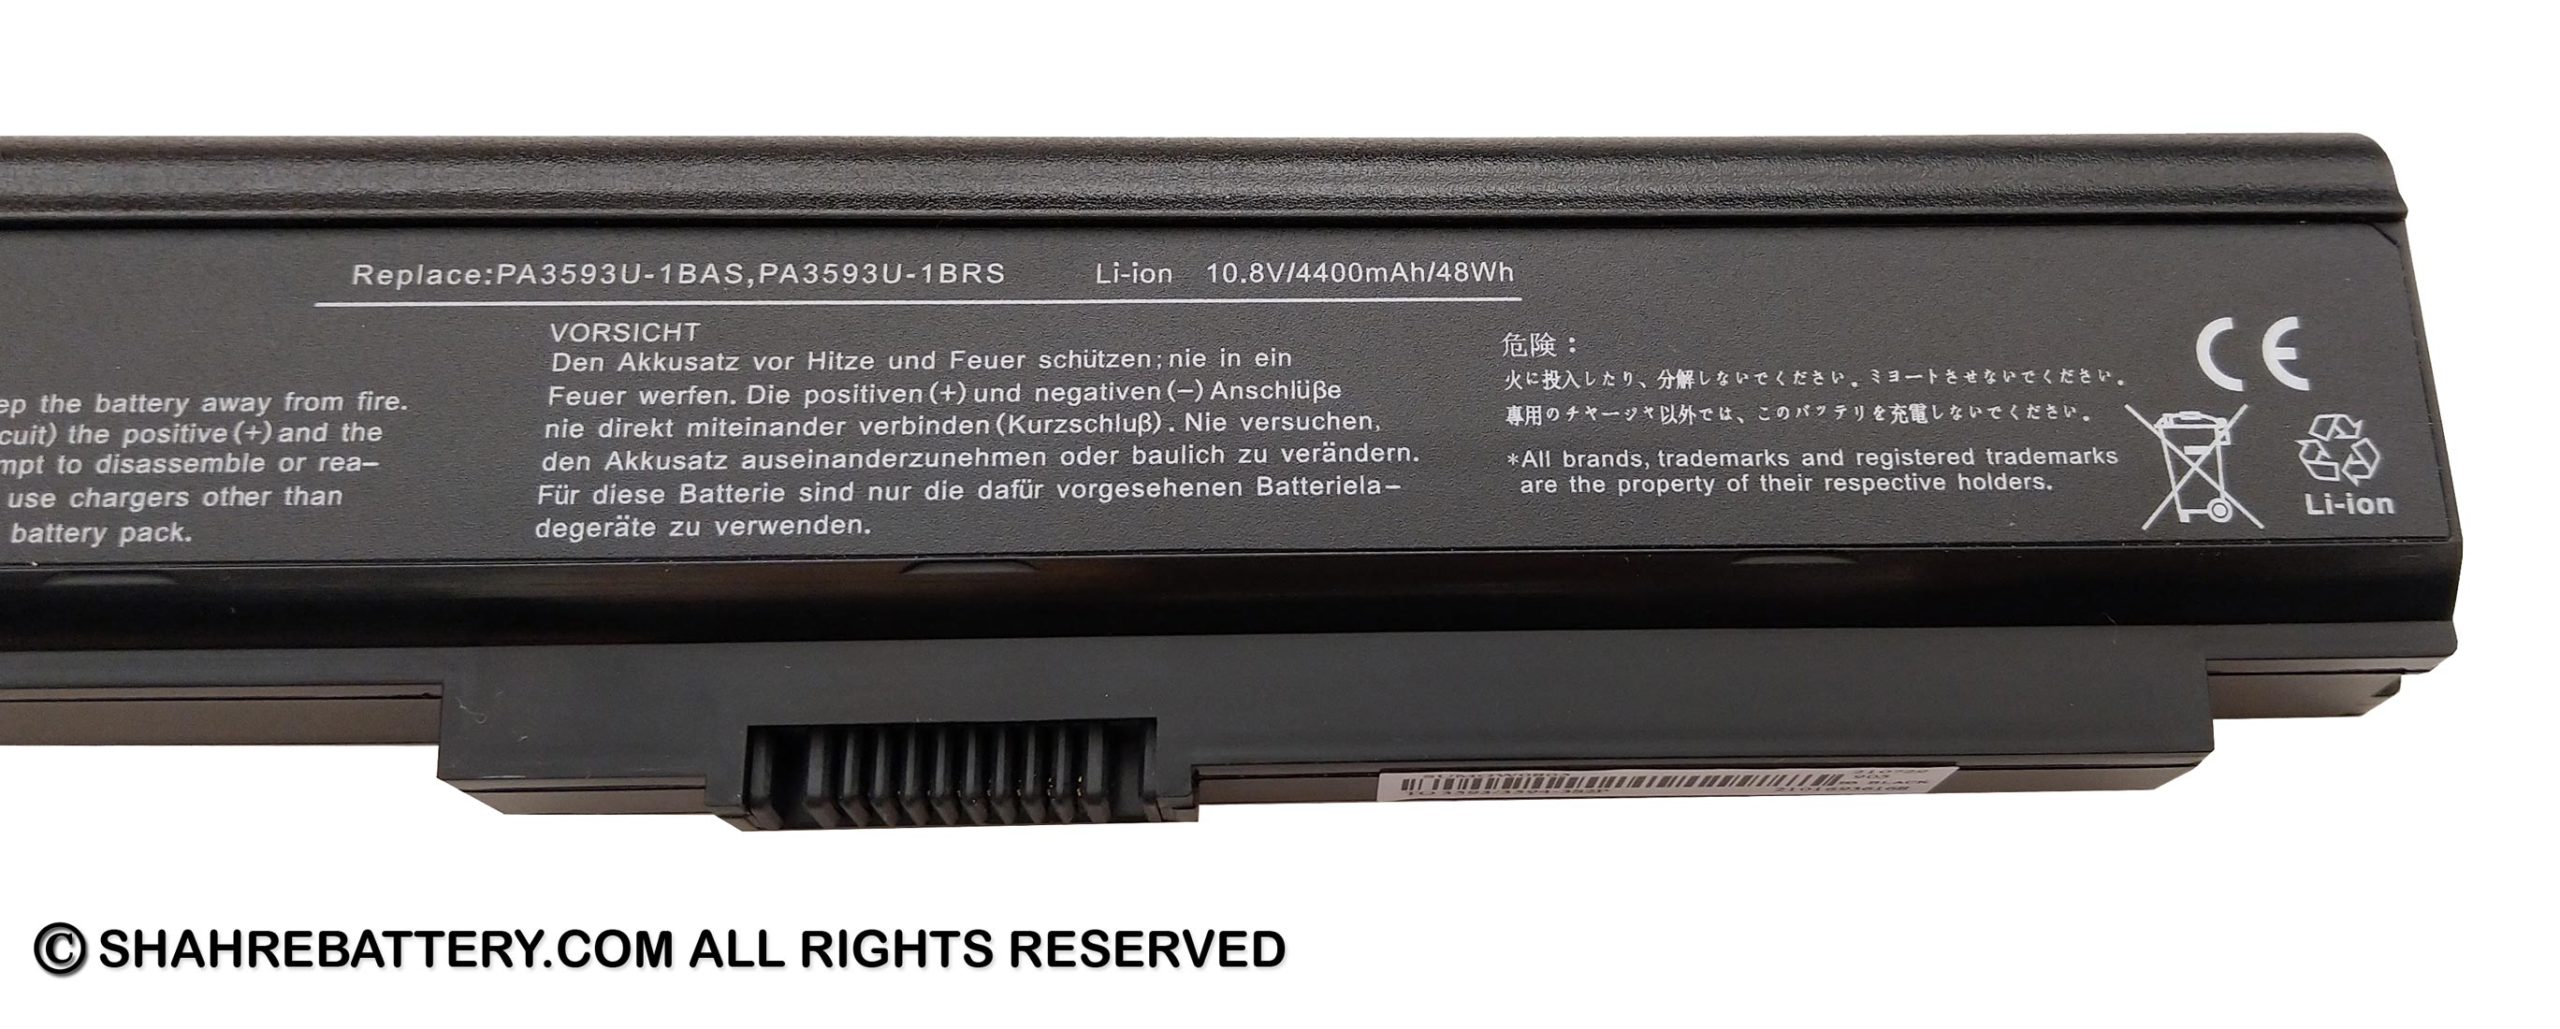 Replace:PA3593U-1BAS,PA3593U-1BRS Li-ion 10.8V/4400mAh/48Wh
ep the battery away from fire.
cuit) the positive (+) and the
mpt to disassemble or rea-
use chargers other than
battery pack.
VORSICHT
Den Akkusatz vor Hitze und Feuer schützen; nie in ein
Feuer werfen. Die positiven (+) und negativen (-) Anschlüße
nie direkt miteinander verbinden (Kurzschluß). Nie versuchen,
den Akkusatz auseinanderzunehmen oder baulich zu verändern.
Für diese Batterie sind nur die dafür vorgesehenen Batteriela-
degeräte zu verwenden.
危険：
火に投入したり、分解しないでください。ミヨートさせないでください。
専用のチヤージヤ以外では、このバツテリを充電しないでください。
*All brands, trademarks and registered trademarks
are the property of their respective holders.
CE
Li-ion
© SHAHREBATTERY.COM ALL RIGHTS RESERVED